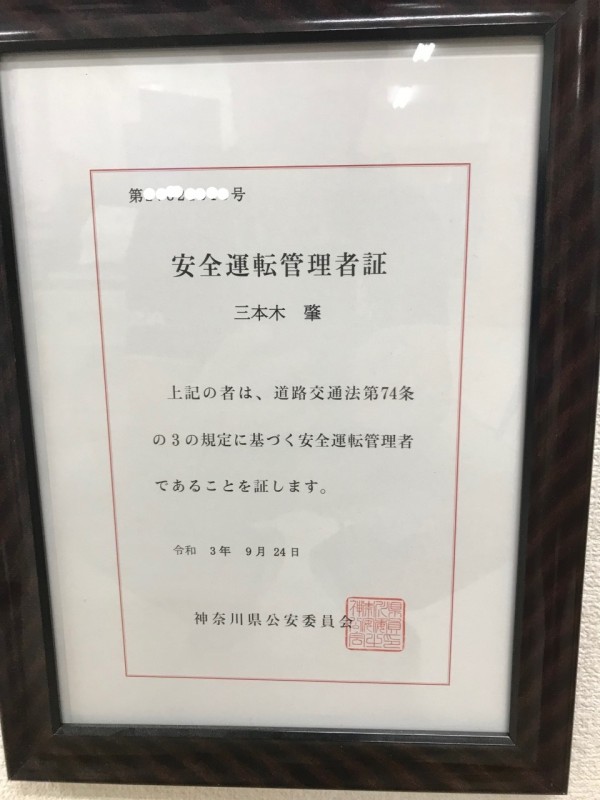 第 号
安全運転管理者証
三本木 肇
上記の者は、道路交通法第74条
の3の規定に基づく安全運転管理者
であることを証します。
令和 3年 9月 24日
神奈川県公安委員会